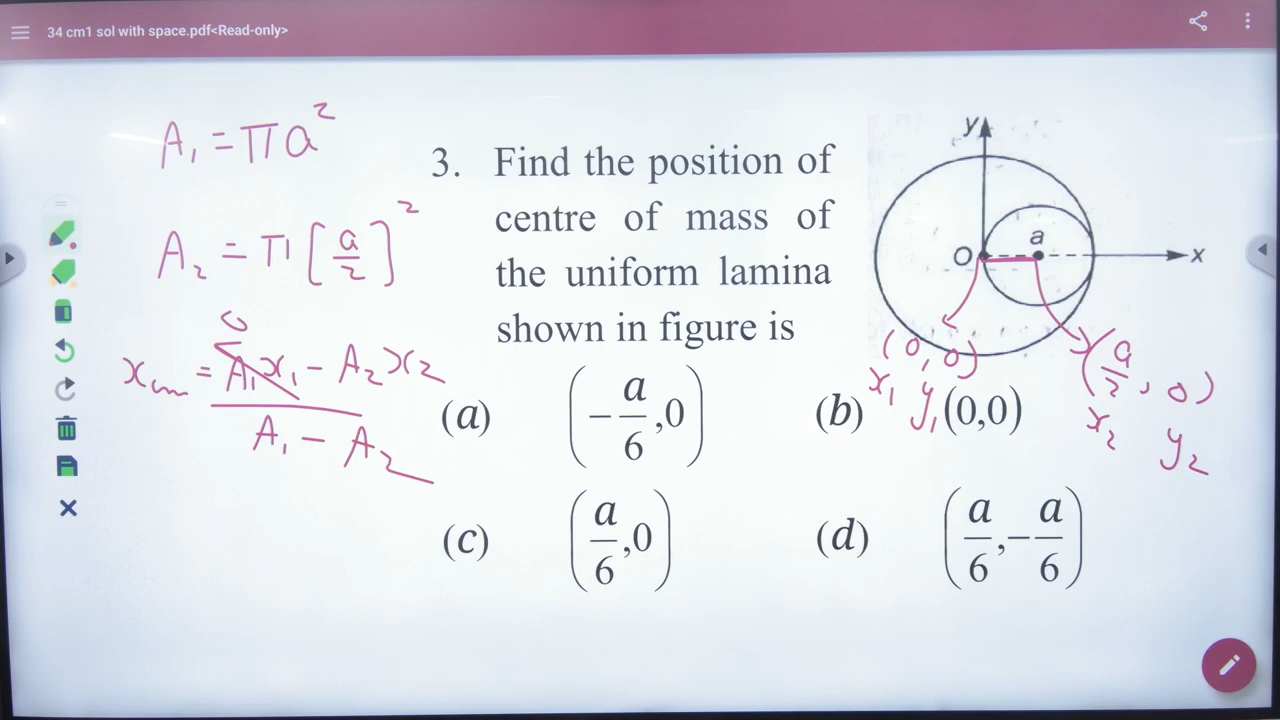 34 cm1 sol with space.pdf<Read-only>
A₁ = πa²
A₂ = π[a/2]²
0
x_cm = A₁x₁ - A₂x₂ / A₁ - A₂
3. Find the position of
centre of mass of
the uniform lamina
shown in figure is
y
O a x
(0,0)
x₁ y₁
(a/2, 0)
x₂ y₂
(a) (-a/6,0) (b) (0,0)
(c) (a/6,0) (d) (a/6,-a/6)